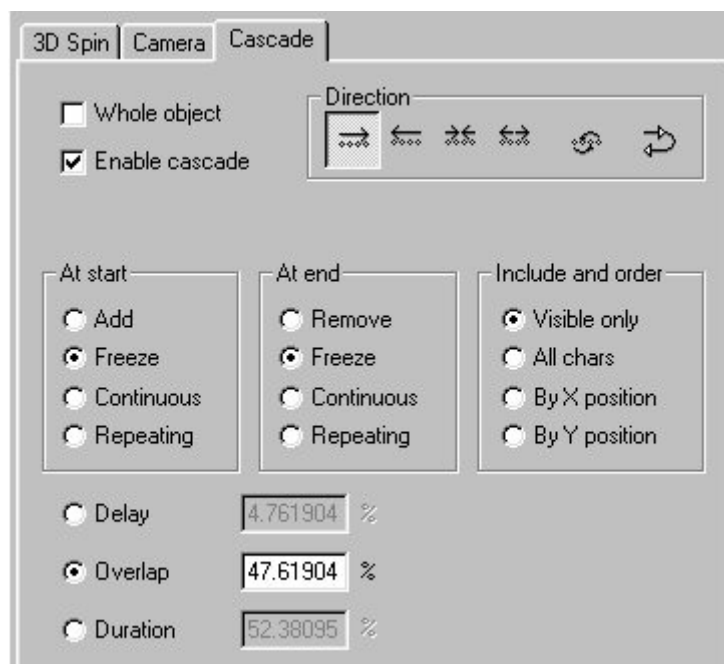 3D Spin Camera Cascade
Whole object
Enable cascade
Direction
At start
Add
Freeze
Continuous
Repeating
At end
Remove
Freeze
Continuous
Repeating
Include and order
Visible only
All chars
By X position
By Y position
Delay 4.761904 %
Overlap 47.61904 %
Duration 52.38095 %